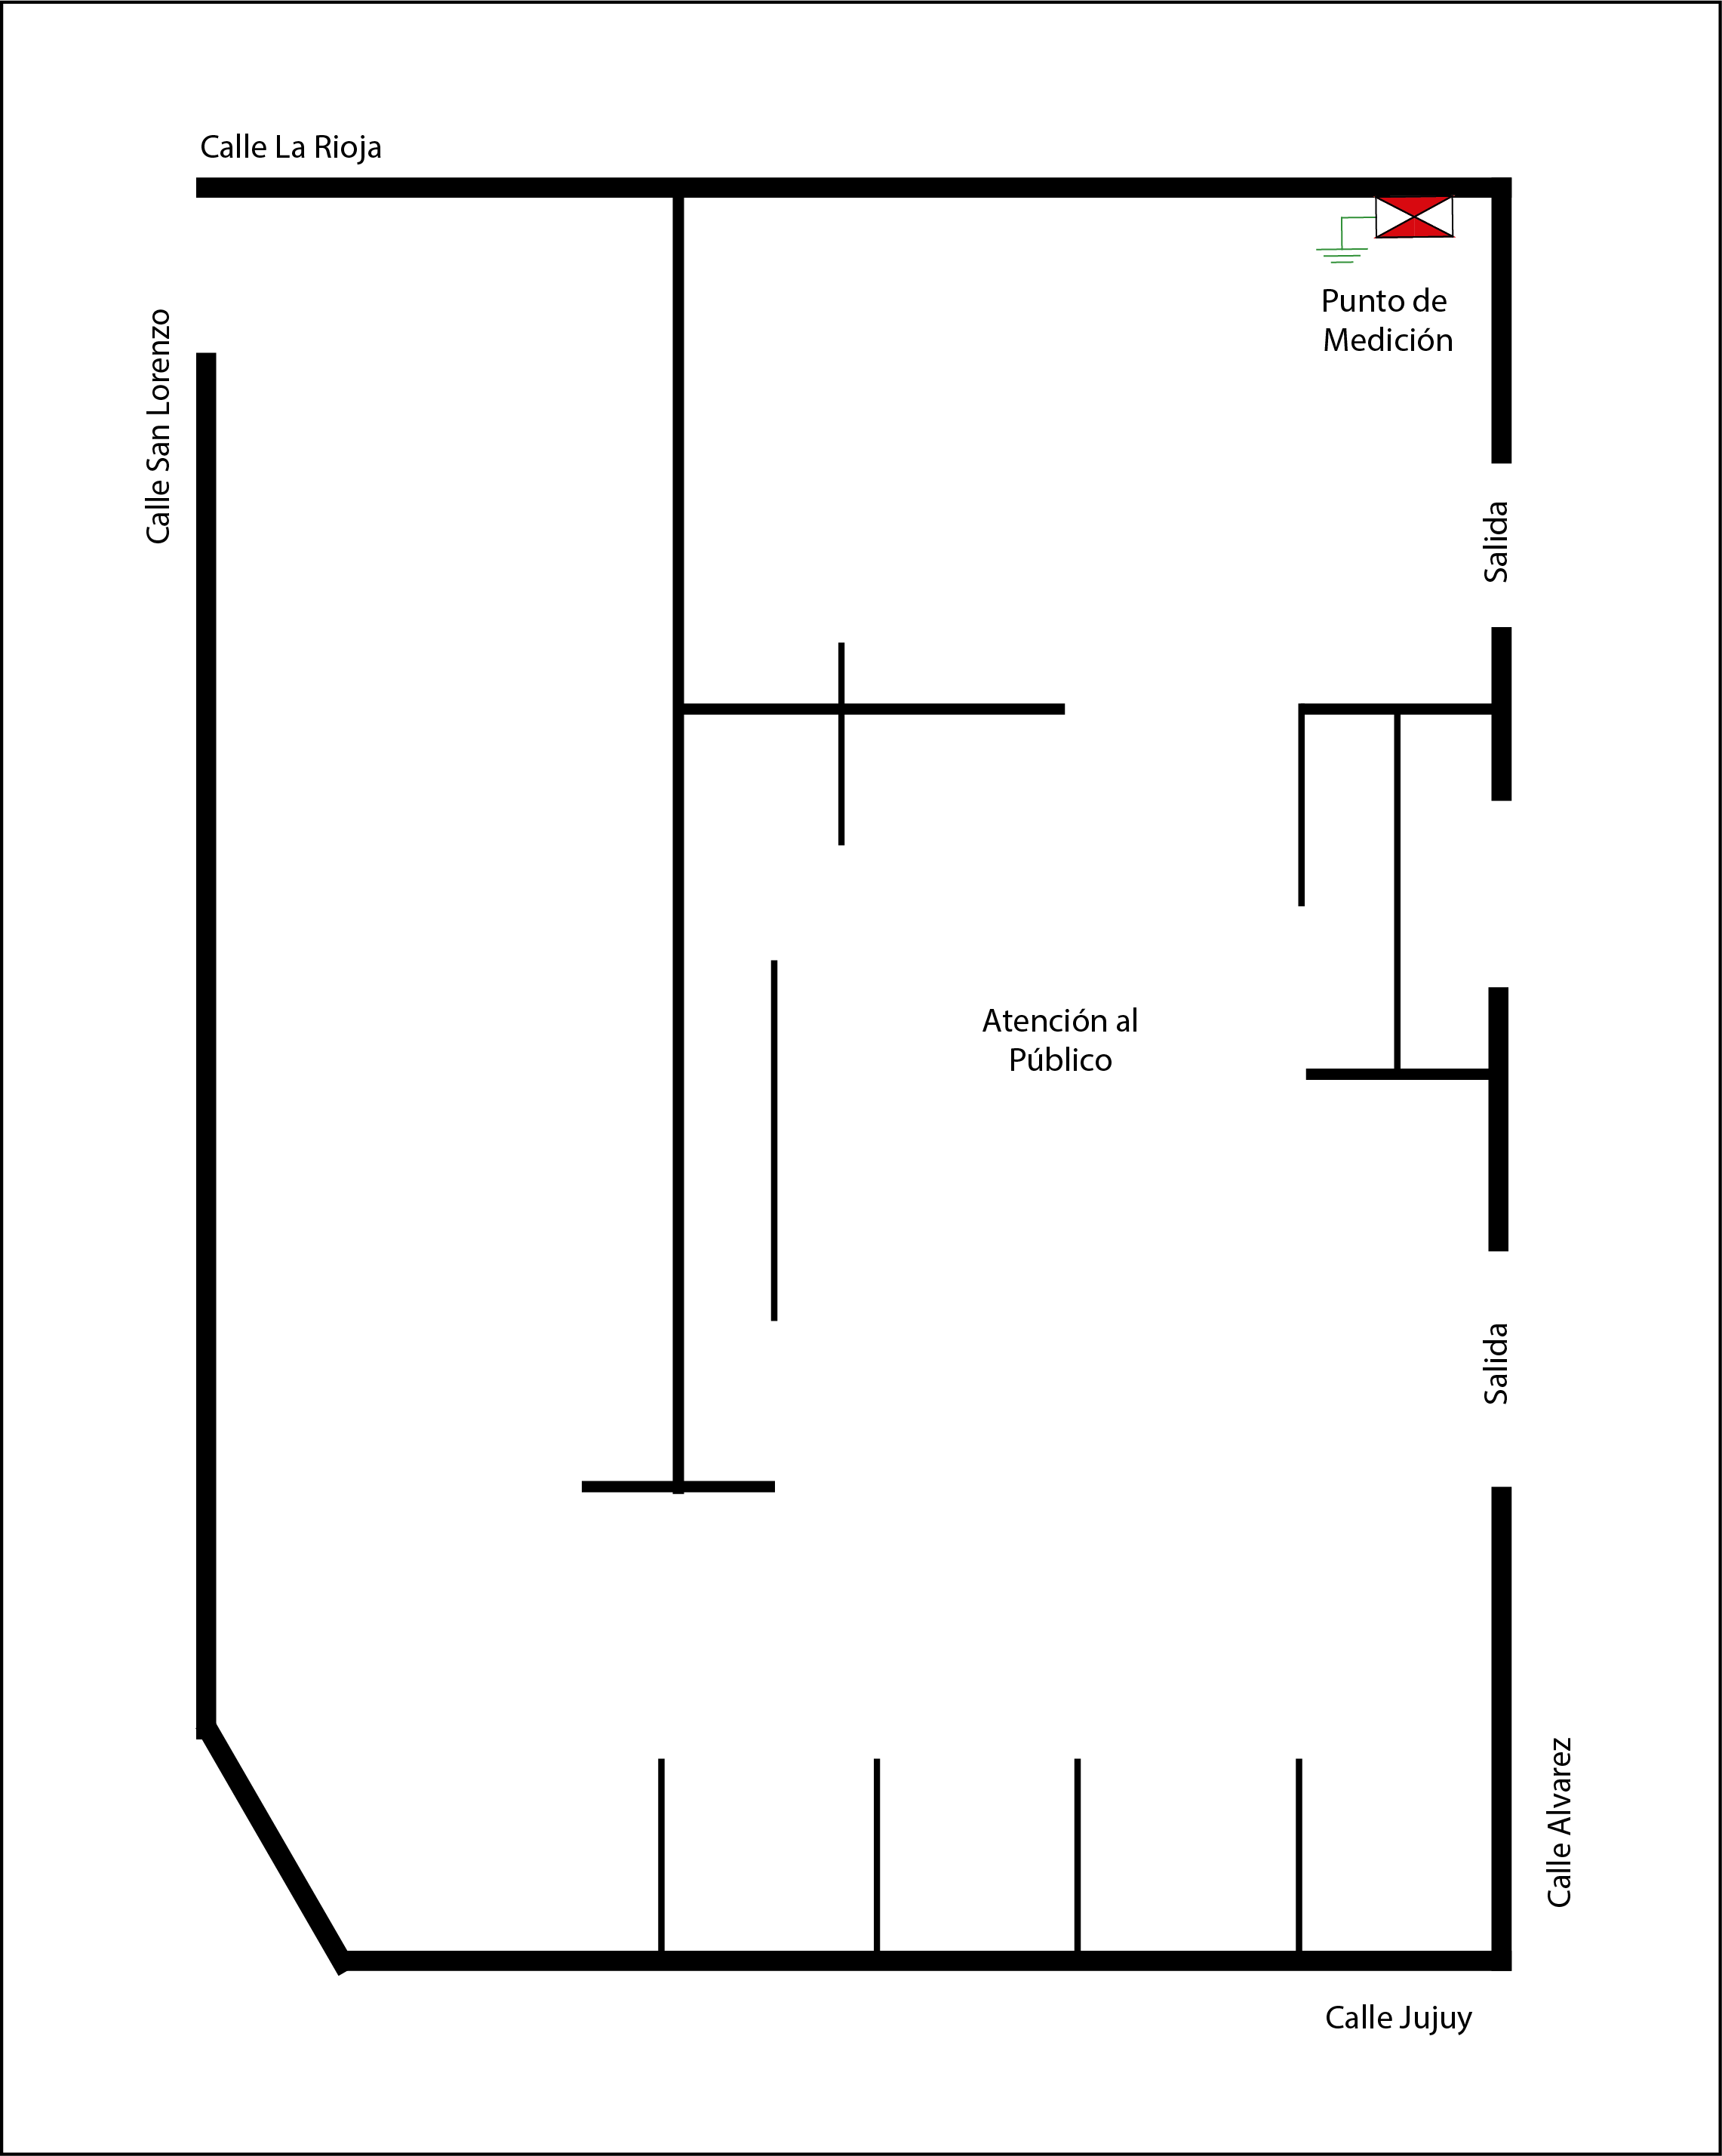 Calle La Rioja
Calle San Lorenzo
Punto de
Medición
Salida
Atención al
Público
Salida
Calle Alvarez
Calle Jujuy